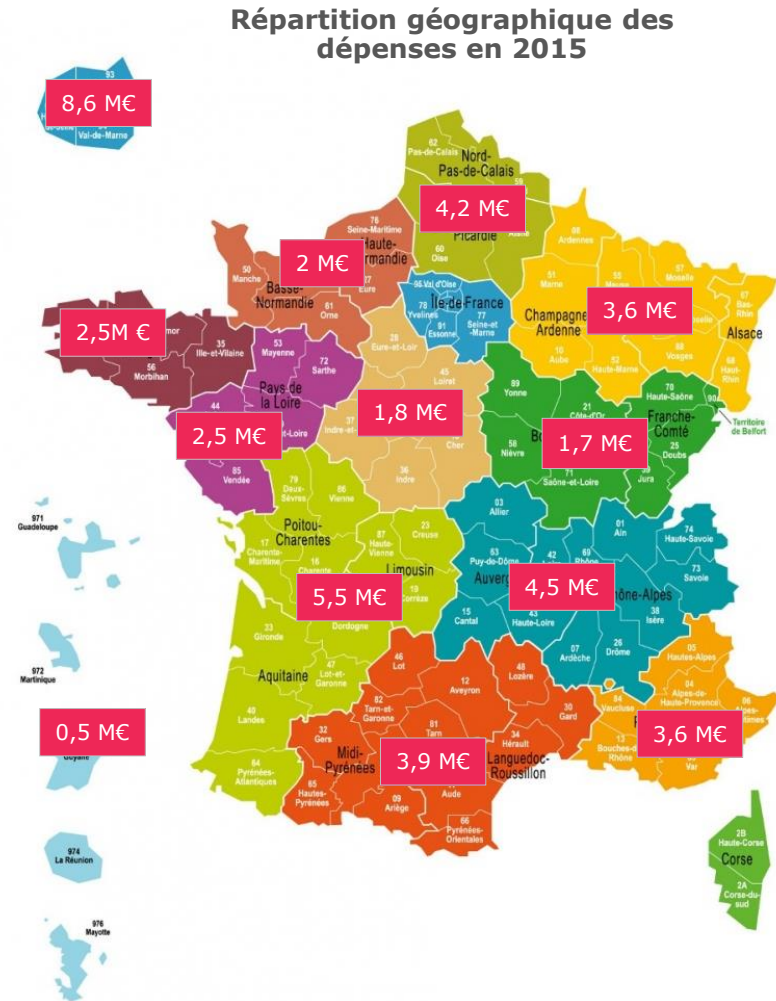 Répartition géographique des
dépenses en 2015
93
8,6 M€
Val-de-Marne
62
Pas-de-Calais
Nord-
Pas-de-Calais
59
4,2 M€
Picardie
60
Oise
Aisne
76
Seine-Maritime
Haute-
2 M€
27
Eure
50
Manche
Basse-
Normandie
61
Orne
08
Ardennes
51
Marne
55
57
Moselle
67
Bas-
Rhin
Champagne
Ardenne
3,6 M€
Alsace
10
Aube
52
Haute-Marne
88
Vosges
68
Haut-
Rhin
95 Val d'Oise
Île-de-France
78
Yvelines
91
Essonne
77
Seine-et
-Marne
2,5M €
35
Ille-et-Vilaine
56
Morbihan
53
Mayenne
72
Sarthe
Pays de
la Loire
44
2,5 M€
85
Vendée
28
Eure-et-Loir
45
Loiret
37
1,8 M€
Cher
36
Indre
89
Yonne
21
Côte-d'Or
70
Haute-Saône
90
Territoire
de Belfort
Franche-
Comté
58
Nièvre
1,7 M€
25
Doubs
71
Saône-et-Loire
39
Jura
79
Deux-
Sèvres
86
Vienne
Poitou-
Charentes
17
Charente-
Maritime
16
Charente
87
Haute-
Vienne
23
Creuse
Limousin
19
Corrèze
5,5 M€
Dordogne
33
Gironde
Aquitaine
47
Lot-et
Garonne
40
Landes
64
Pyrénées-
Atlantiques
03
Allier
63
Puy-de-Dôme
42
69
Rhône
01
Ain
74
Haute-Savoie
73
Savoie
4,5 M€
15
Cantal
43
Haute-Loire
38
Isère
07
Ardèche
26
Drôme
46
Lot
12
Aveyron
48
Lozère
82
Tarn-et
Garonne
81
Tarn
30
Gard
32
Gers
34
Hérault
Midi-
Pyrénées
3,9 M€
Languedoc-
Roussillon
65
Hautes-
Pyrénées
09
Ariège
Aude
66
Pyrénées-
Orientales
05
Hautes-Alpes
84
Vaucluse
04
Alpes-de-
Haute-Provence
06
13
Bouches-du
Rhône
3,6 M€
Var
2B
Haute-Corse
Corse
2A
Corse-du-
sud
971
Guadeloupe
972
Martinique
0,5 M€
Guyane
974
La Réunion
976
Mayotte